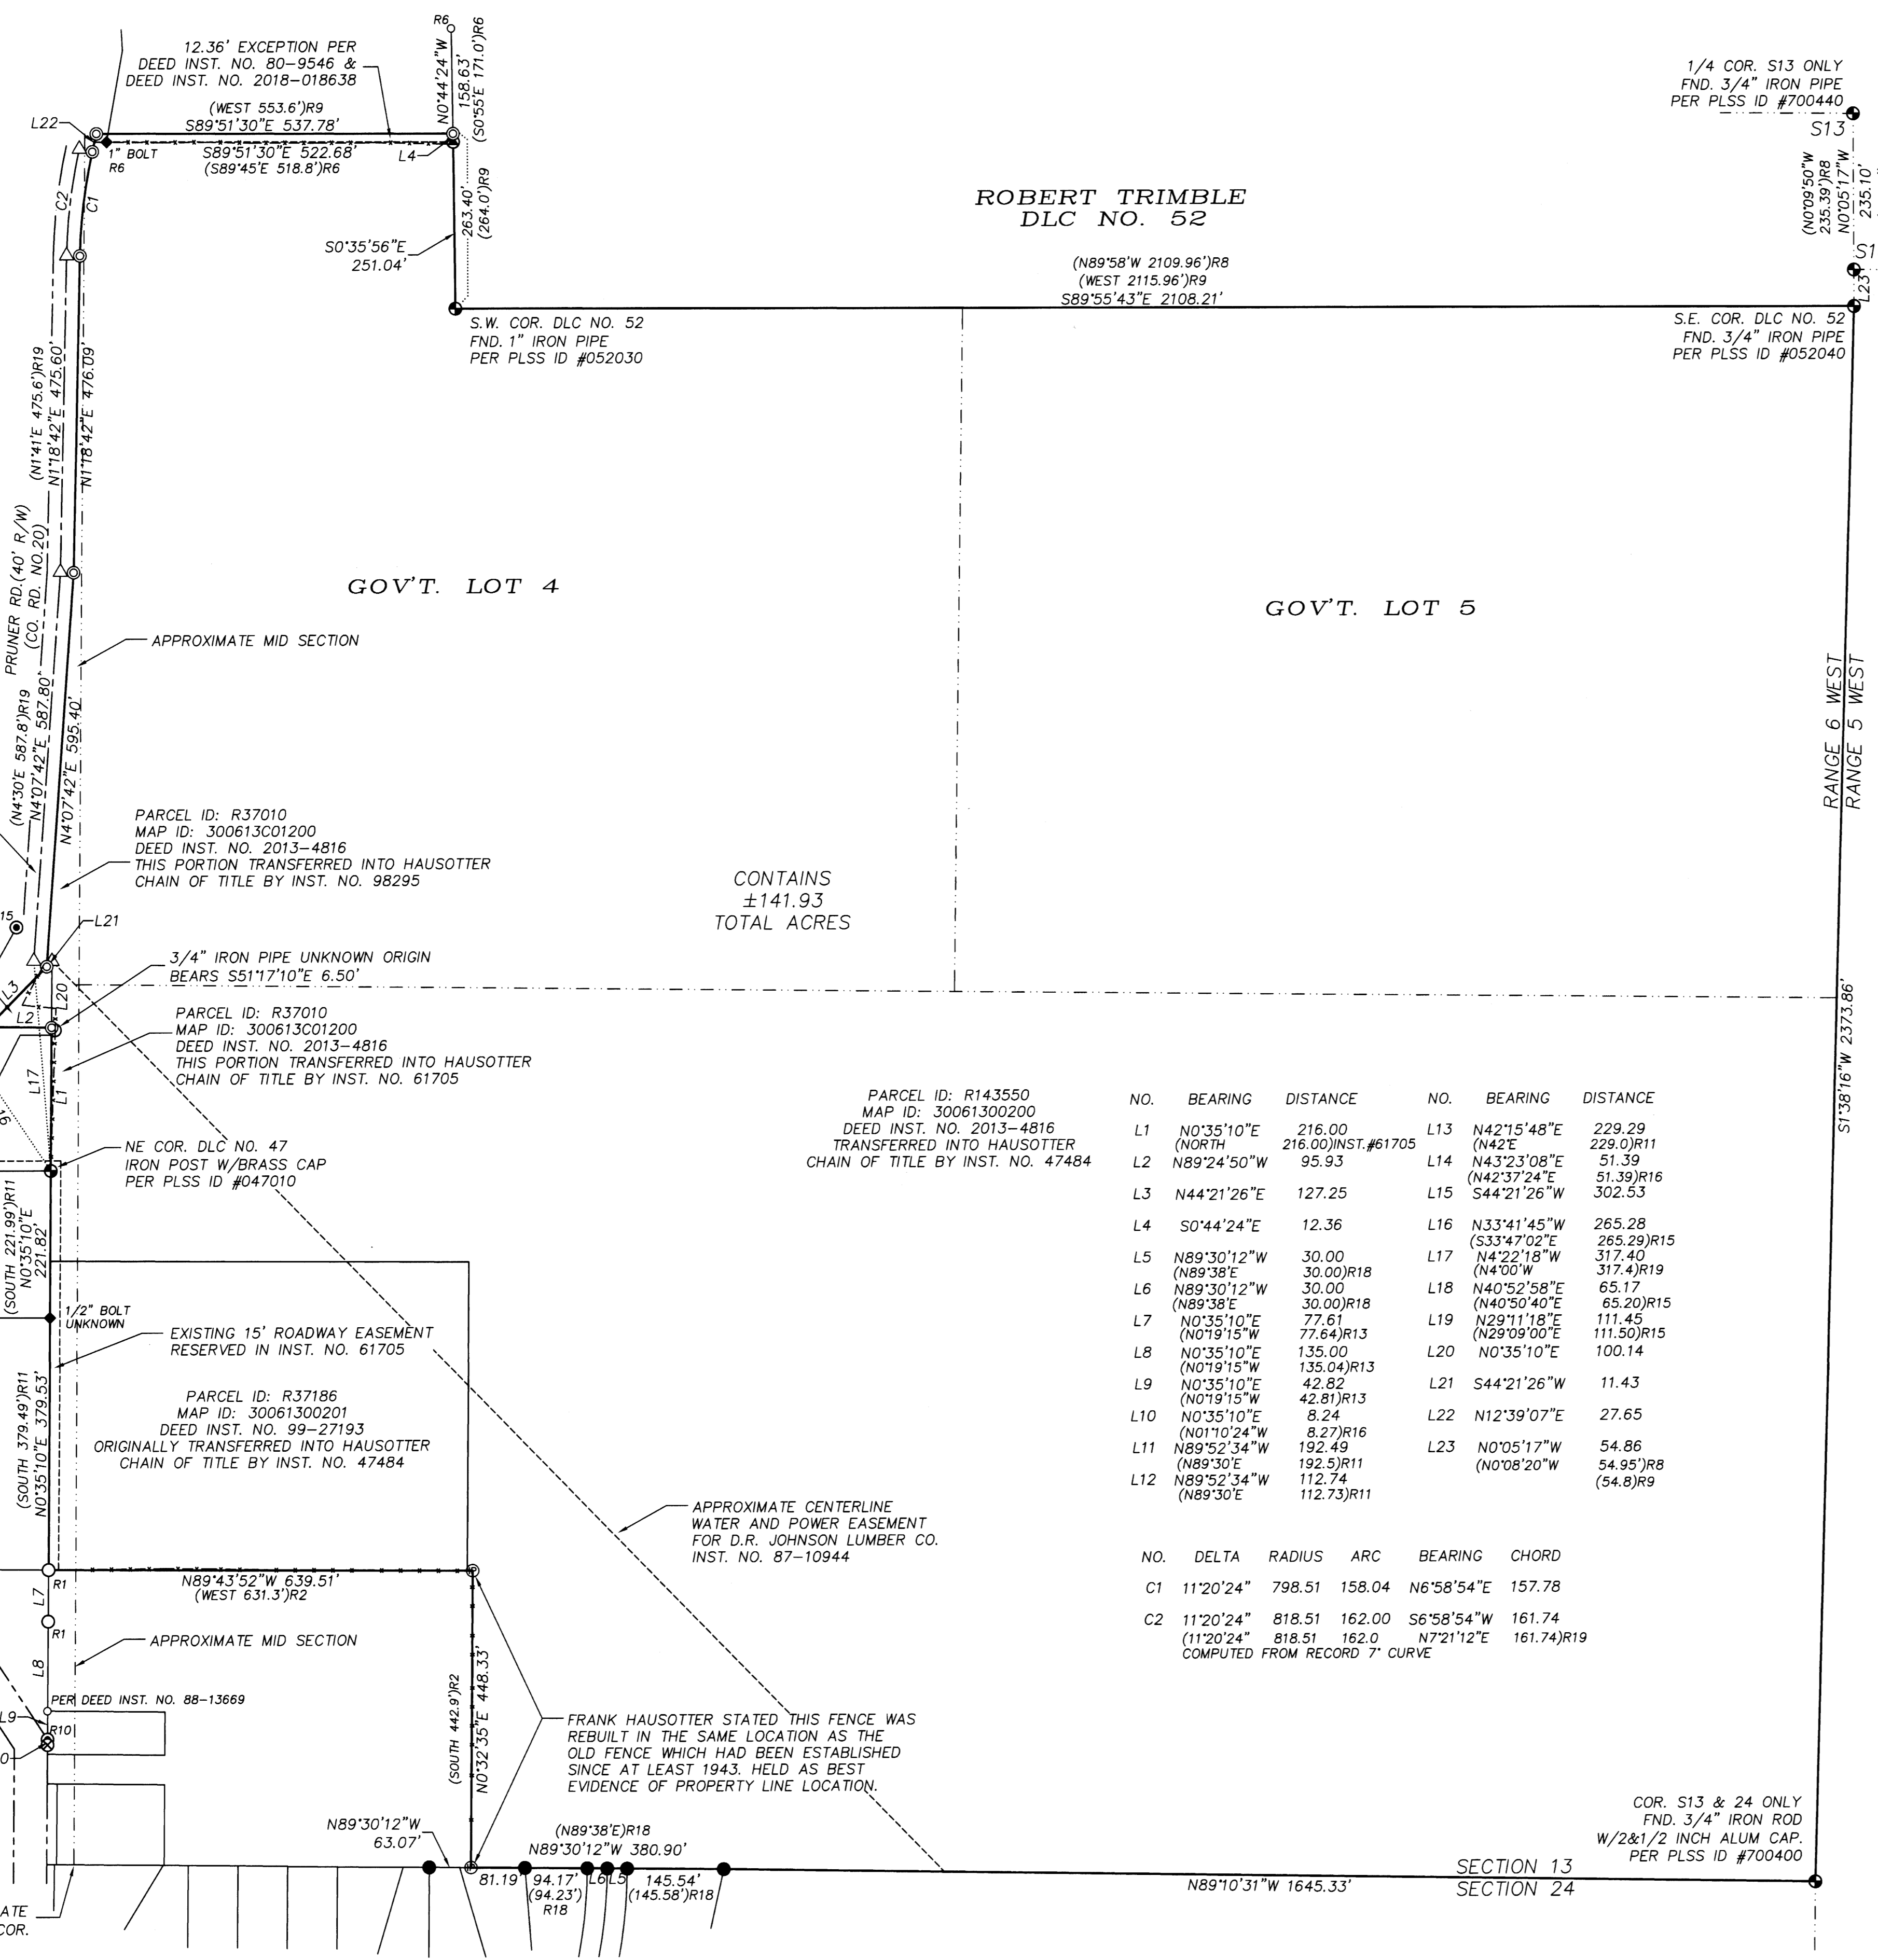 12.36' EXCEPTION PER
DEED INST. NO. 80-9546 &
DEED INST. NO. 2018-018638
(WEST 553.6')R9
S89°51'30"E 537.78'
L22
1" BOLT
R6
S89°51'30"E 522.68'
(S89°45'E 518.8')R6
L4
R6
N0°44'24"W
158.63'
(S0°55'E 171.0')R6
263.40'
(264.0')R9
S0°35'56"E
251.04'
ROBERT TRIMBLE
DLC NO. 52
(N89°58'W 2109.96')R8
(WEST 2115.96')R9
S89°55'43"E 2108.21'
1/4 COR. S13 ONLY
FND. 3/4" IRON PIPE
PER PLSS ID #700440
S13
(N0°09'50"W
235.39')R8
N0°05'17"W
235.10'
S1
L23
S.W. COR. DLC NO. 52
FND. 1" IRON PIPE
PER PLSS ID #052030
S.E. COR. DLC NO. 52
FND. 3/4" IRON PIPE
PER PLSS ID #052040
C2
C1
(N1°41'E 475.6')R19
N1°18'42"E 475.60'
N1°18'42"E 476.09'
PRUNER RD.(40' R/W)
(CO. RD. NO.20)
GOV'T. LOT 4
GOV'T. LOT 5
APPROXIMATE MID SECTION
(N4°30'E 587.8')R19
N4°07'42"E 587.80'
N4°07'42"E 595.40'
RANGE 6 WEST
RANGE 5 WEST
PARCEL ID: R37010
MAP ID: 300613C01200
DEED INST. NO. 2013-4816
THIS PORTION TRANSFERRED INTO HAUSOTTER
CHAIN OF TITLE BY INST. NO. 98295
CONTAINS
±141.93
TOTAL ACRES
15
L21
3/4" IRON PIPE UNKNOWN ORIGIN
BEARS S51°17'10"E 6.50'
L3
L20
L2
PARCEL ID: R37010
MAP ID: 300613C01200
DEED INST. NO. 2013-4816
THIS PORTION TRANSFERRED INTO HAUSOTTER
CHAIN OF TITLE BY INST. NO. 61705
L17
L1
16
S1°38'16"W 2373.86'
NE COR. DLC NO. 47
IRON POST W/BRASS CAP
PER PLSS ID #047010
PARCEL ID: R143550
MAP ID: 30061300200
DEED INST. NO. 2013-4816
TRANSFERRED INTO HAUSOTTER
CHAIN OF TITLE BY INST. NO. 47484
NO. BEARING DISTANCE NO. BEARING DISTANCE
L1 N0°35'10"E 216.00 L13 N42°15'48"E 229.29
(NORTH 216.00)INST.#61705 (N42°E 229.0)R11
L2 N89°24'50"W 95.93 L14 N43°23'08"E 51.39
(N42°37'24"E 51.39)R16
L3 N44°21'26"E 127.25 L15 S44°21'26"W 302.53
L4 S0°44'24"E 12.36 L16 N33°41'45"W 265.28
(S33°47'02"E 265.29)R15
L5 N89°30'12"W 30.00 L17 N4°22'18"W 317.40
(N89°38'E 30.00)R18 (N4°00'W 317.4)R19
L6 N89°30'12"W 30.00 L18 N40°52'58"E 65.17
(N89°38'E 30.00)R18 (N40°50'40"E 65.20)R15
L7 N0°35'10"E 77.61 L19 N29°11'18"E 111.45
(N0°19'15"W 77.64)R13 (N29°09'00"E 111.50)R15
L8 N0°35'10"E 135.00 L20 N0°35'10"E 100.14
(N0°19'15"W 135.04)R13
L9 N0°35'10"E 42.82 L21 S44°21'26"W 11.43
(N0°19'15"W 42.81)R13
L10 N0°35'10"E 8.24 L22 N12°39'07"E 27.65
(N01°10'24"W 8.27)R16
L11 N89°52'34"W 192.49 L23 N0°05'17"W 54.86
(N89°30'E 192.5)R11 (N0°08'20"W 54.95')R8
L12 N89°52'34"W 112.74 (54.8)R9
(N89°30'E 112.73)R11
(SOUTH 221.99')R11
N0°35'10"E
221.82'
1/2" BOLT
UNKNOWN
EXISTING 15' ROADWAY EASEMENT
RESERVED IN INST. NO. 61705
(SOUTH 379.49')R11
N0°35'10"E 379.53'
PARCEL ID: R37186
MAP ID: 30061300201
DEED INST. NO. 99-27193
ORIGINALLY TRANSFERRED INTO HAUSOTTER
CHAIN OF TITLE BY INST. NO. 47484
APPROXIMATE CENTERLINE
WATER AND POWER EASEMENT
FOR D.R. JOHNSON LUMBER CO.
INST. NO. 87-10944
NO. DELTA RADIUS ARC BEARING CHORD
C1 11°20'24" 798.51 158.04 N6°58'54"E 157.78
C2 11°20'24" 818.51 162.00 S6°58'54"W 161.74
(11°20'24" 818.51 162.0 N7°21'12"E 161.74)R19
COMPUTED FROM RECORD 7° CURVE
R1
N89°43'52"W 639.51'
(WEST 631.3')R2
L7
R1
APPROXIMATE MID SECTION
L8
PER DEED INST. NO. 88-13669
L9
R10
0
(SOUTH 442.9')R2
N0°32'35"E 448.33'
FRANK HAUSOTTER STATED THIS FENCE WAS
REBUILT IN THE SAME LOCATION AS THE
OLD FENCE WHICH HAD BEEN ESTABLISHED
SINCE AT LEAST 1943. HELD AS BEST
EVIDENCE OF PROPERTY LINE LOCATION.
N89°30'12"W
63.07'
(N89°38'E)R18
N89°30'12"W 380.90'
81.19'
94.17'
(94.23')
R18
L6
L5
145.54'
(145.58')R18
COR. S13 & 24 ONLY
FND. 3/4" IRON ROD
W/2&1/2 INCH ALUM CAP.
PER PLSS ID #700400
N89°10'31"W 1645.33'
SECTION 13
SECTION 24
ATE
COR.